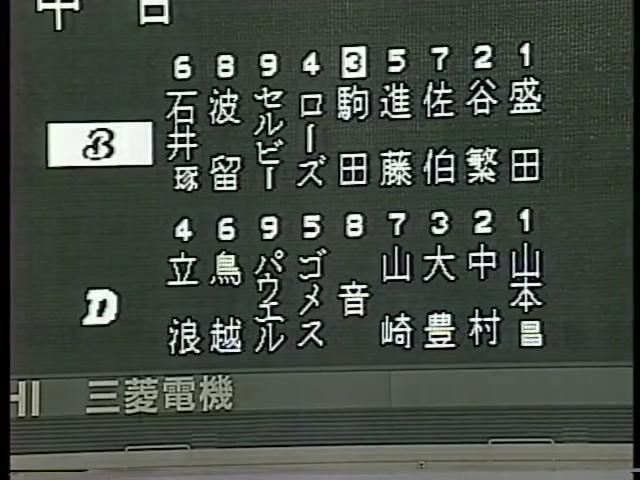 中日
6 8 9 4 3 5 7 2 1
石井琢 波留 セルビー ローズ 駒田 進藤 佐伯 谷繁 盛田
B
4 6 9 5 8 7 3 2 1
立浪 鳥越 パウエル ゴメス 音 山崎 大豊 中村 山本昌
D
HI 三菱電機